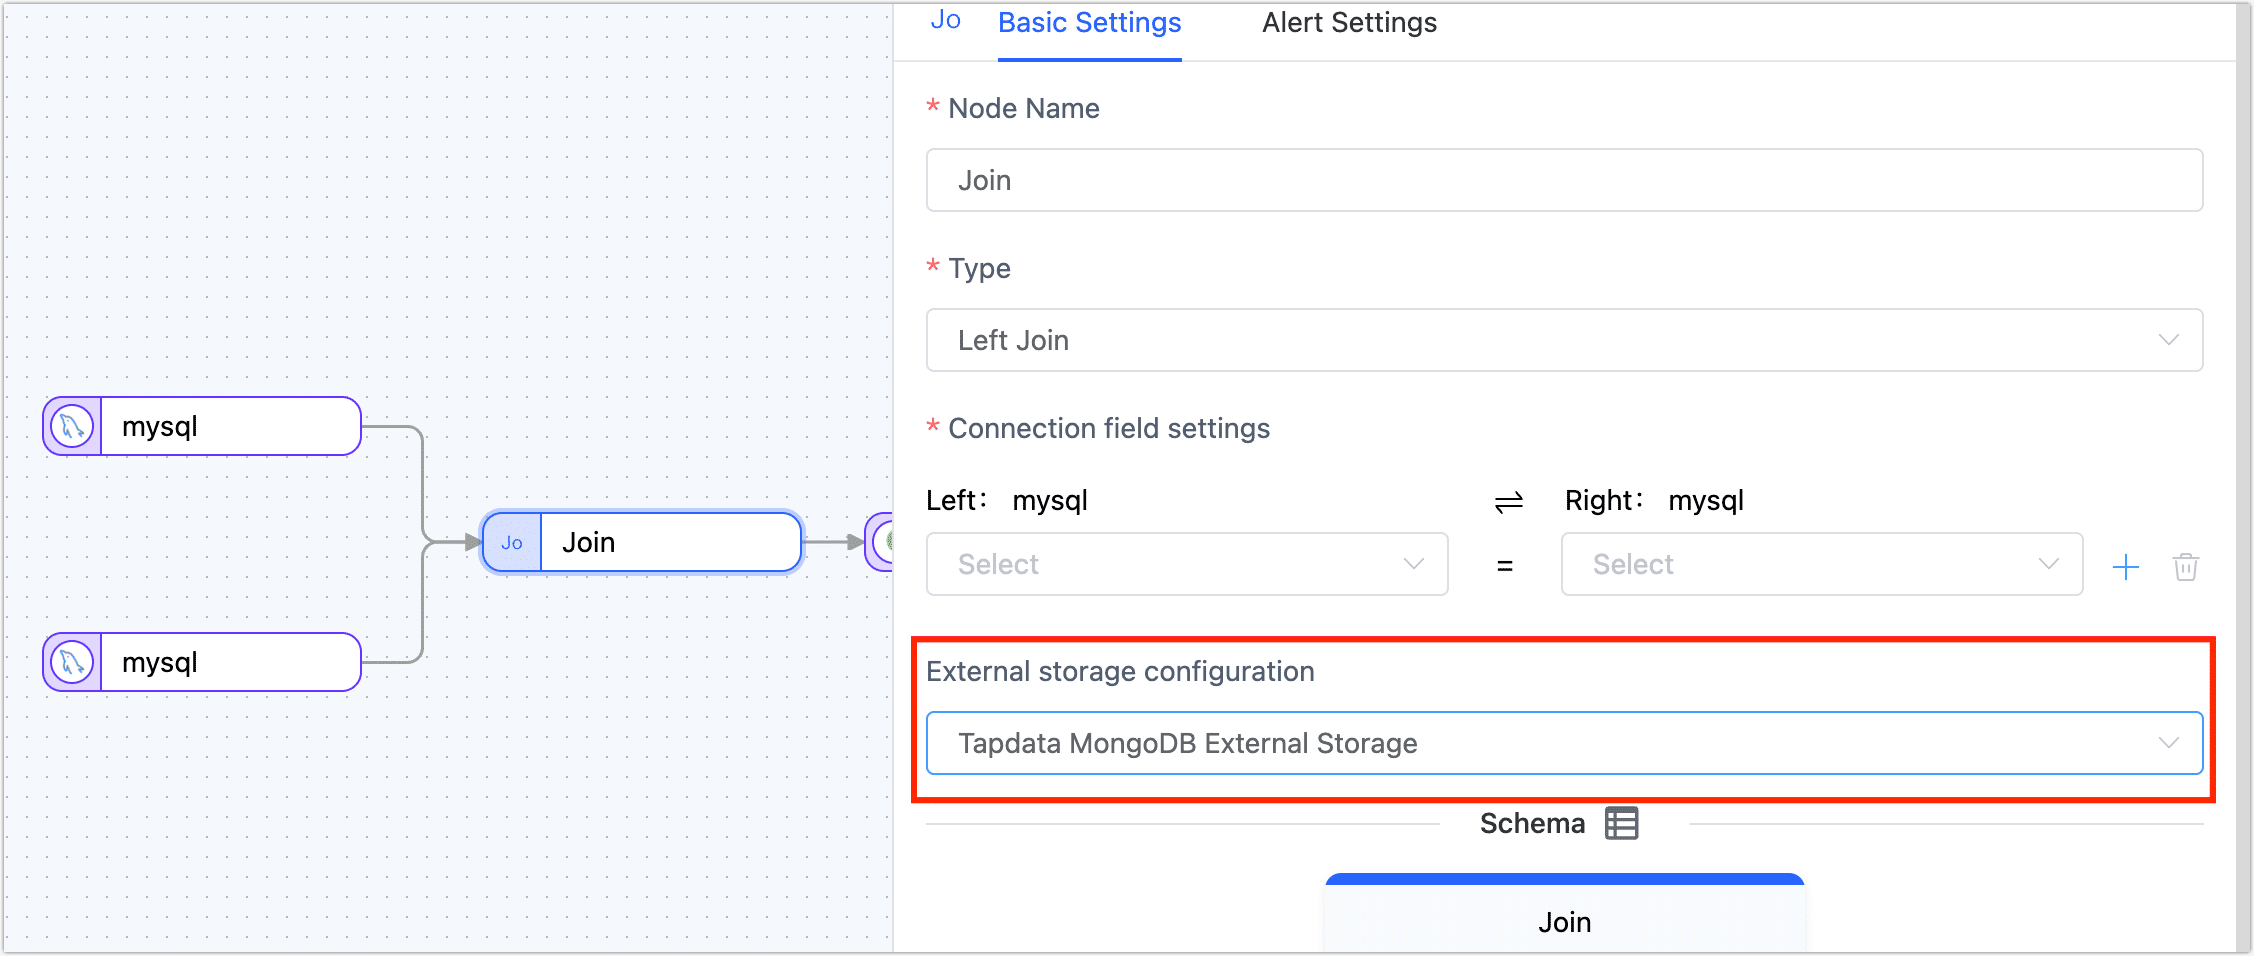 mysql
mysql
Jo Join
Jo Basic Settings Alert Settings
* Node Name
Join
* Type
Left Join
* Connection field settings
Left: mysql ⇌ Right: mysql
Select = Select
External storage configuration
Tapdata MongoDB External Storage
Schema
Join